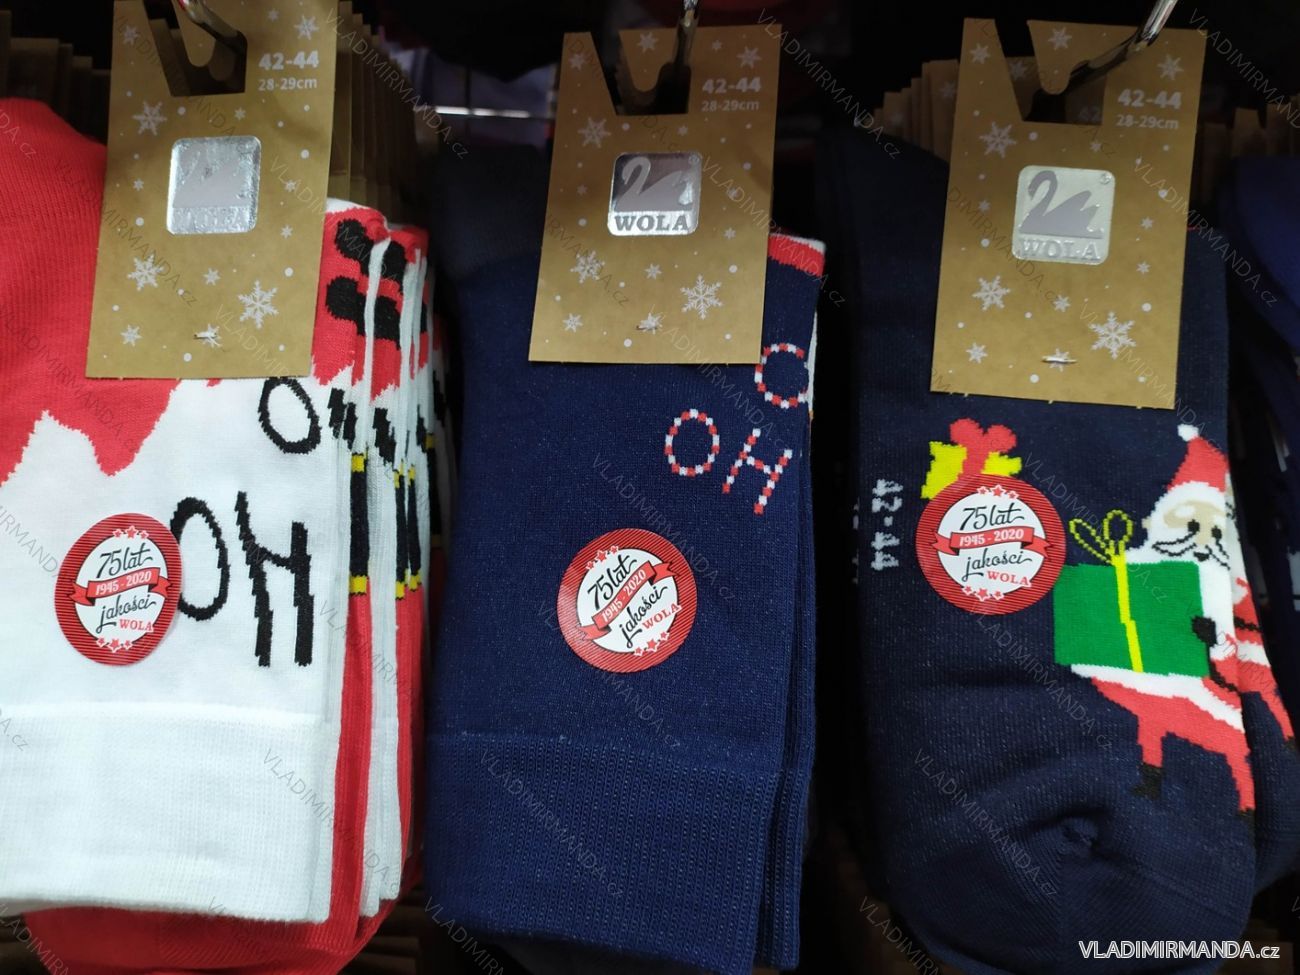 42-44
28-29cm
WOLA
OH
OH
75 lat
1945 - 2020
jakości
WOLA
42-44
28-29cm
WOLA
O
OH
75 lat
1945 - 2020
jakości
WOLA
42-44
28-29cm
WOLA
42-44
75 lat
1945 - 2020
jakości
WOLA
VLADIMIRMANDA.cz